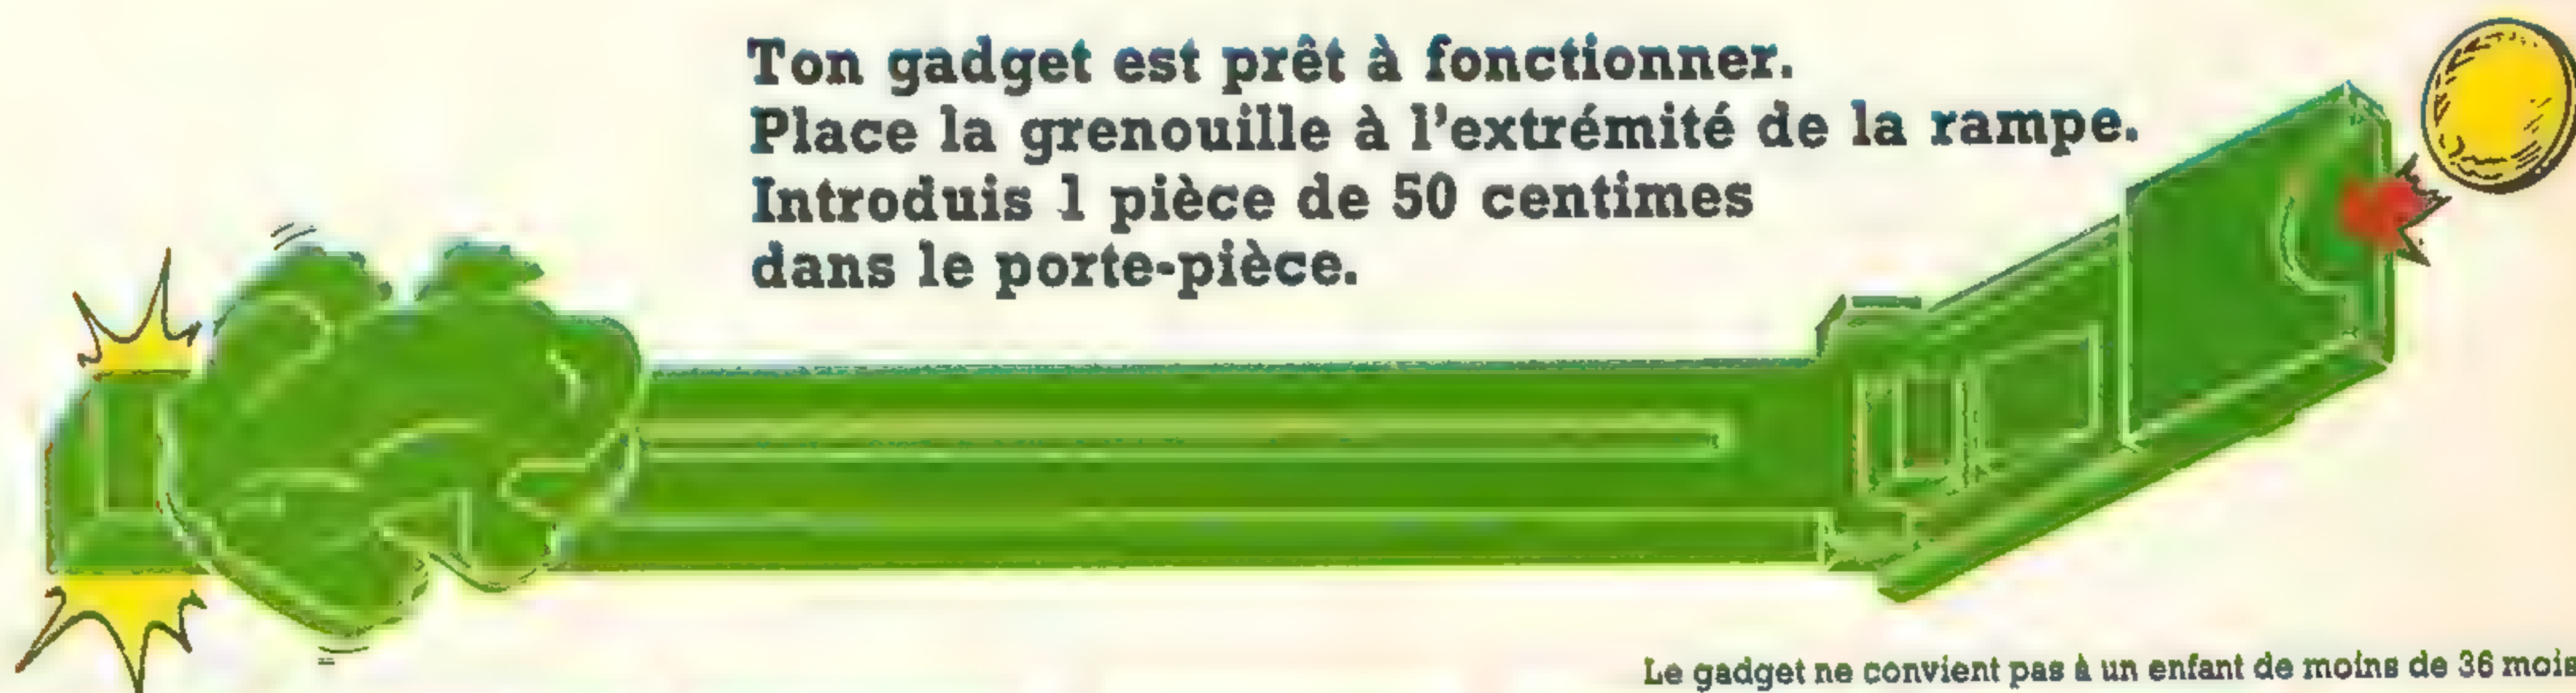 Ton gadget est prêt à fonctionner.
Place la grenouille à l'extrémité de la rampe.
Introduis 1 pièce de 50 centimes
dans le porte-pièce.
Le gadget ne convient pas à un enfant de moins de 36 mois